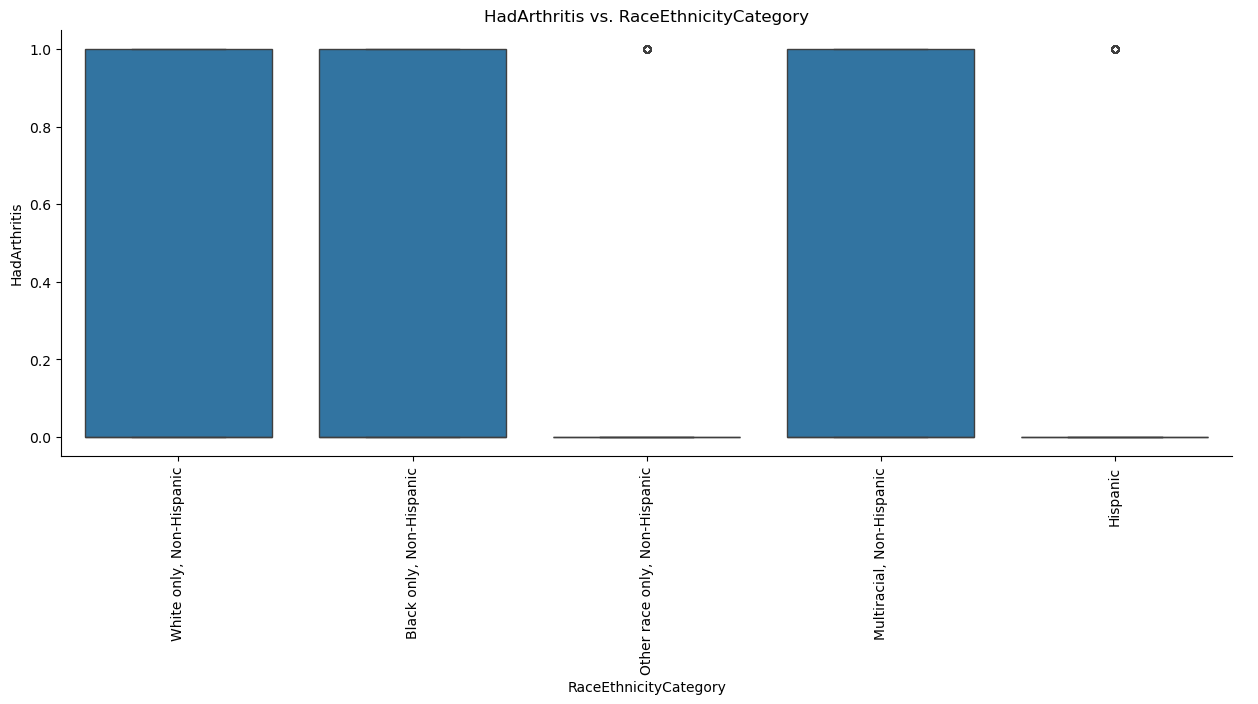 HadArthritis vs. RaceEthnicityCategory
1.0
0.8
0.6
0.4
0.2
0.0
HadArthritis
White only, Non-Hispanic
Black only, Non-Hispanic
Other race only, Non-Hispanic
Multiracial, Non-Hispanic
Hispanic
RaceEthnicityCategory